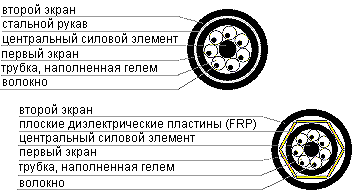 второй экран
стальной рукав
центральный силовой элемент
первый экран
трубка, наполненная гелем
волокно
второй экран
плоские диэлектрические пластины (FRP)
центральный силовой элемент
первый экран
трубка, наполненная гелем
волокно